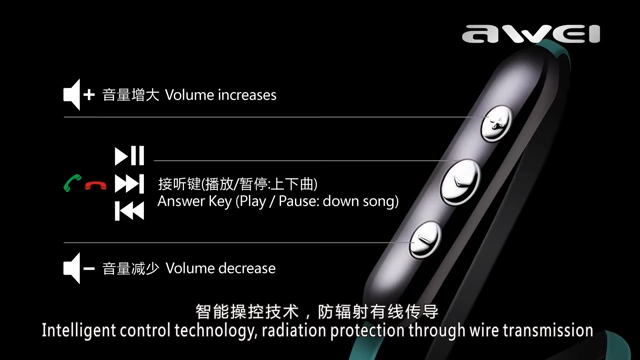 AWEI
音量增大 Volume increases
接听键(播放/暂停:上下曲)
Answer Key (Play / Pause: down song)
音量减少 Volume decrease
智能操控技术，防辐射有线传导
Intelligent control technology, radiation protection through wire transmission